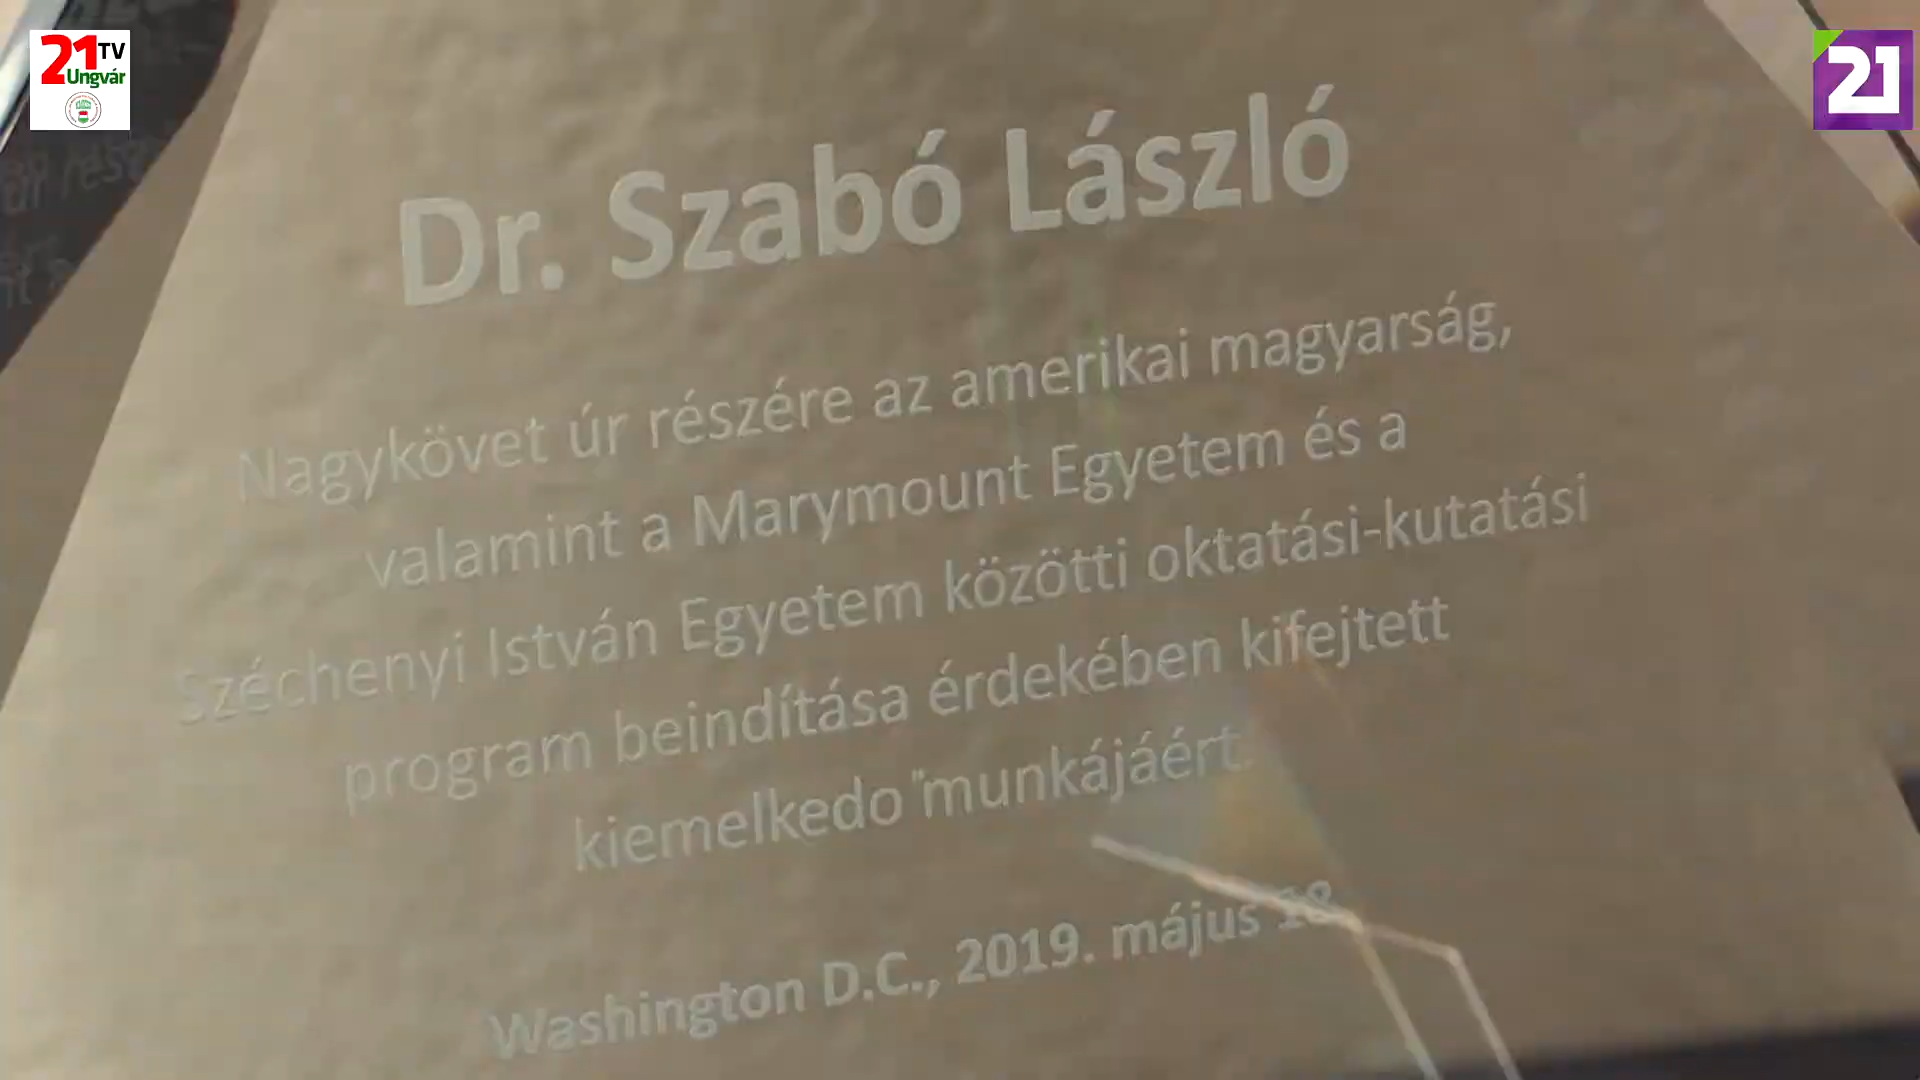 21 TV
Ungvár
21
Dr. Szabó László
Nagykövet úr részére az amerikai magyarság,
valamint a Marymount Egyetem és a
Széchenyi István Egyetem közötti oktatási-kutatási
program beindítása érdekében kifejtett
kiemelkedo ̋munkájáért.
Washington D.C., 2019. május 18.